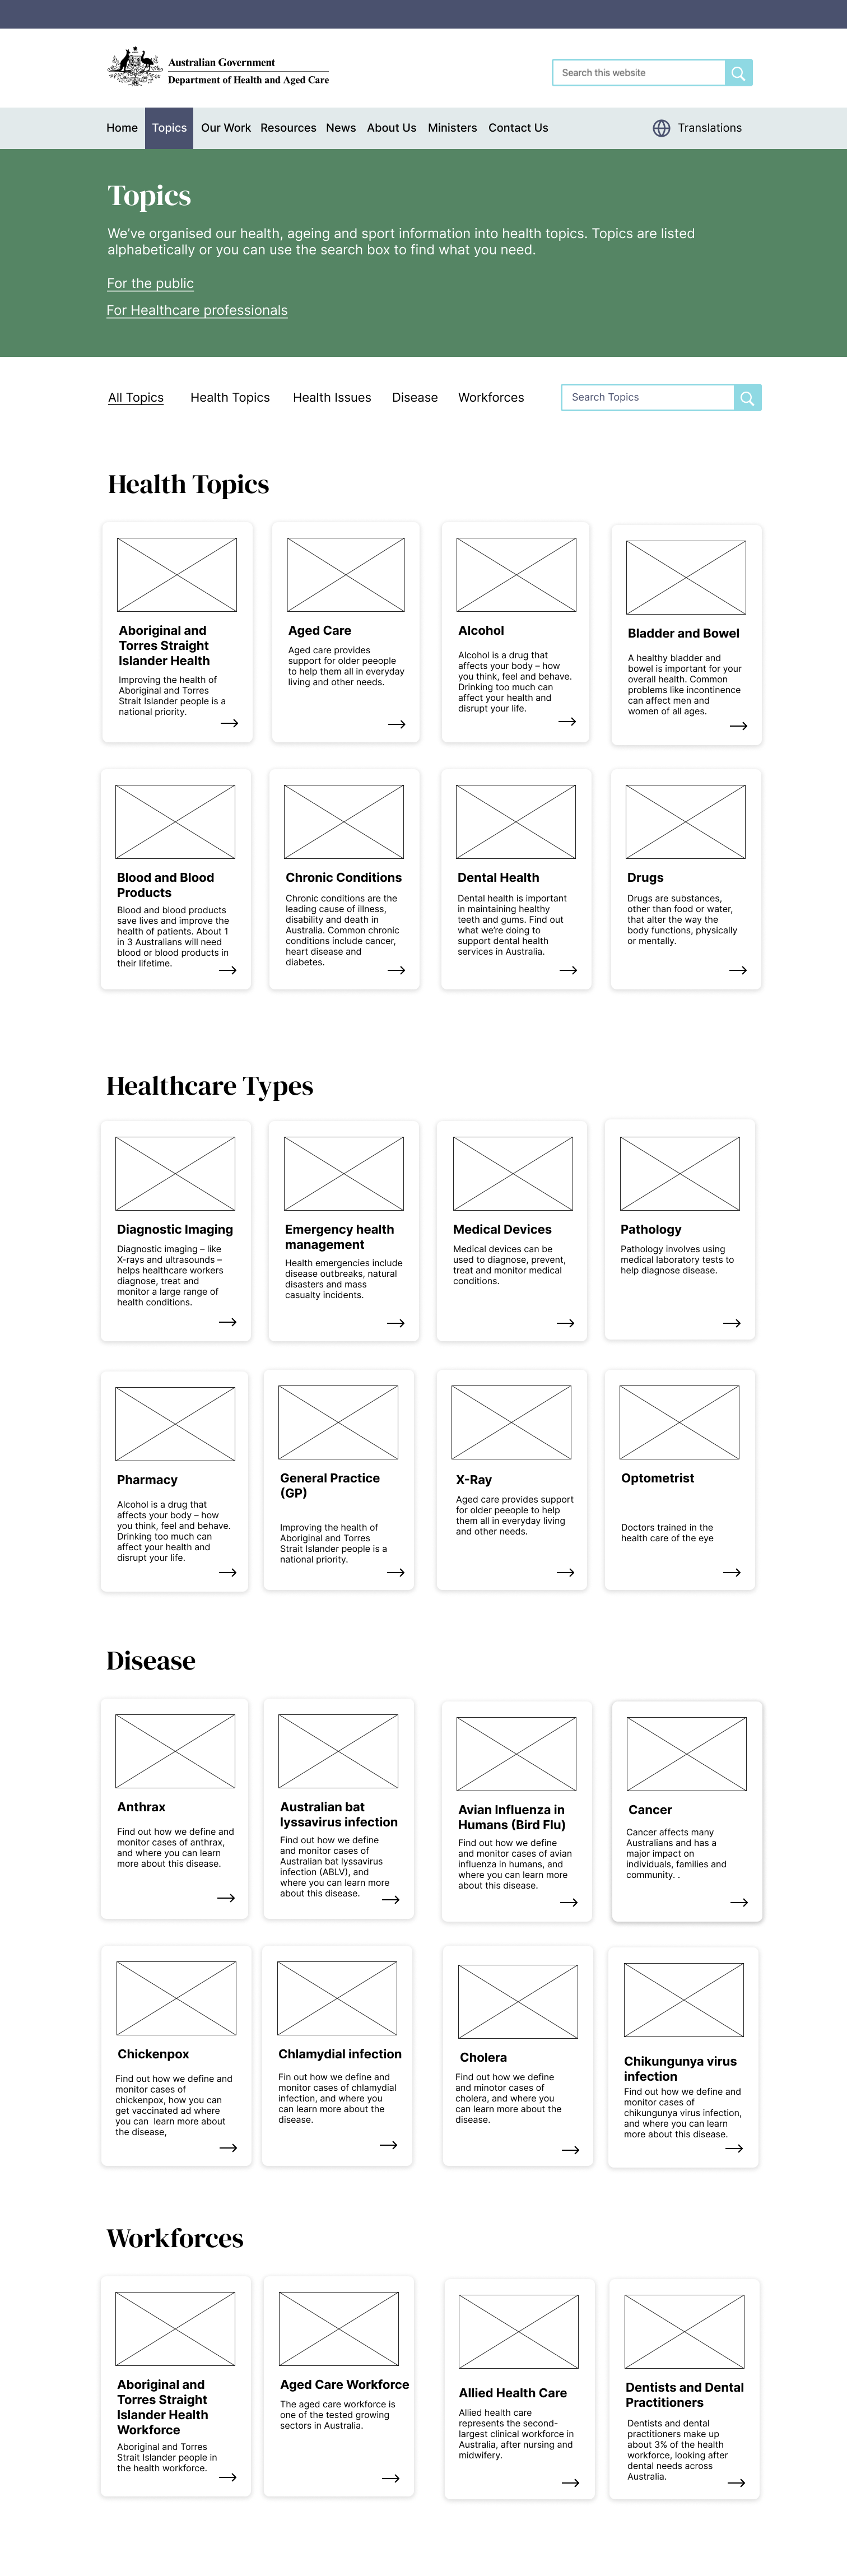 Australian Government
Department of Health and Aged Care
Search this website
Home Topics Our Work Resources News About Us Ministers Contact Us Translations
Topics
We've organised our health, ageing and sport information into health topics. Topics are listed
alphabetically or you can use the search box to find what you need.
For the public
For Healthcare professionals
All Topics Health Topics Health Issues Disease Workforces Search Topics
Health Topics
Aboriginal and
Torres Straight
Islander Health
Improving the health of
Aboriginal and Torres
Strait Islander people is a
national priority.
Aged Care
Aged care provides
support for older peeople
to help them all in everyday
living and other needs.
Alcohol
Alcohol is a drug that
affects your body – how
you think, feel and behave.
Drinking too much can
affect your health and
disrupt your life.
Bladder and Bowel
A healthy bladder and
bowel is important for your
overall health. Common
problems like incontinence
can affect men and
women of all ages.
Blood and Blood
Products
Blood and blood products
save lives and improve the
health of patients. About 1
in 3 Australians will need
blood or blood products in
their lifetime.
Chronic Conditions
Chronic conditions are the
leading cause of illness,
disability and death in
Australia. Common chronic
conditions include cancer,
heart disease and
diabetes.
Dental Health
Dental health is important
in maintaining healthy
teeth and gums. Find out
what we're doing to
support dental health
services in Australia.
Drugs
Drugs are substances,
other than food or water,
that alter the way the
body functions, physically
or mentally.
Healthcare Types
Diagnostic Imaging
Diagnostic imaging – like
X-rays and ultrasounds –
helps healthcare workers
diagnose, treat and
monitor a large range of
health conditions.
Emergency health
management
Health emergencies include
disease outbreaks, natural
disasters and mass
casualty incidents.
Medical Devices
Medical devices can be
used to diagnose, prevent,
treat and monitor medical
conditions.
Pathology
Pathology involves using
medical laboratory tests to
help diagnose disease.
Pharmacy
Alcohol is a drug that
affects your body – how
you think, feel and behave.
Drinking too much can
affect your health and
disrupt your life.
General Practice
(GP)
Improving the health of
Aboriginal and Torres
Strait Islander people is a
national priority.
X-Ray
Aged care provides support
for older peeople to help
them all in everyday living
and other needs.
Optometrist
Doctors trained in the
health care of the eye
Disease
Anthrax
Find out how we define and
monitor cases of anthrax,
and where you can learn
more about this disease.
Australian bat
lyssavirus infection
Find out how we define
and monitor cases of
Australian bat lyssavirus
infection (ABLV), and
where you can learn more
about this disease.
Avian Influenza in
Humans (Bird Flu)
Find out how we define
and monitor cases of avian
influenza in humans, and
where you can learn more
about this disease.
Cancer
Cancer affects many
Australians and has a
major impact on
individuals, families and
community. .
Chickenpox
Find out how we define and
monitor cases of
chickenpox, how you can
get vaccinated ad where
you can  learn more about
the disease,
Chlamydial infection
Fin out how we define and
monitor cases of chlamydial
infection, and where you
can learn more about the
disease.
Cholera
Find out how we define
and minotor cases of
cholera, and where you
can learn more about the
disease.
Chikungunya virus
infection
Find out how we define and
monitor cases of
chikungunya virus infection,
and where you can learn
more about this disease.
Workforces
Aboriginal and
Torres Straight
Islander Health
Workforce
Aboriginal and Torres
Strait Islander people in
the health workforce.
Aged Care Workforce
The aged care workforce is
one of the tested growing
sectors in Australia.
Allied Health Care
Allied health care
represents the second-
largest clinical workforce in
Australia, after nursing and
midwifery.
Dentists and Dental
Practitioners
Dentists and dental
practitioners make up
about 3% of the health
workforce, looking after
dental needs across
Australia.